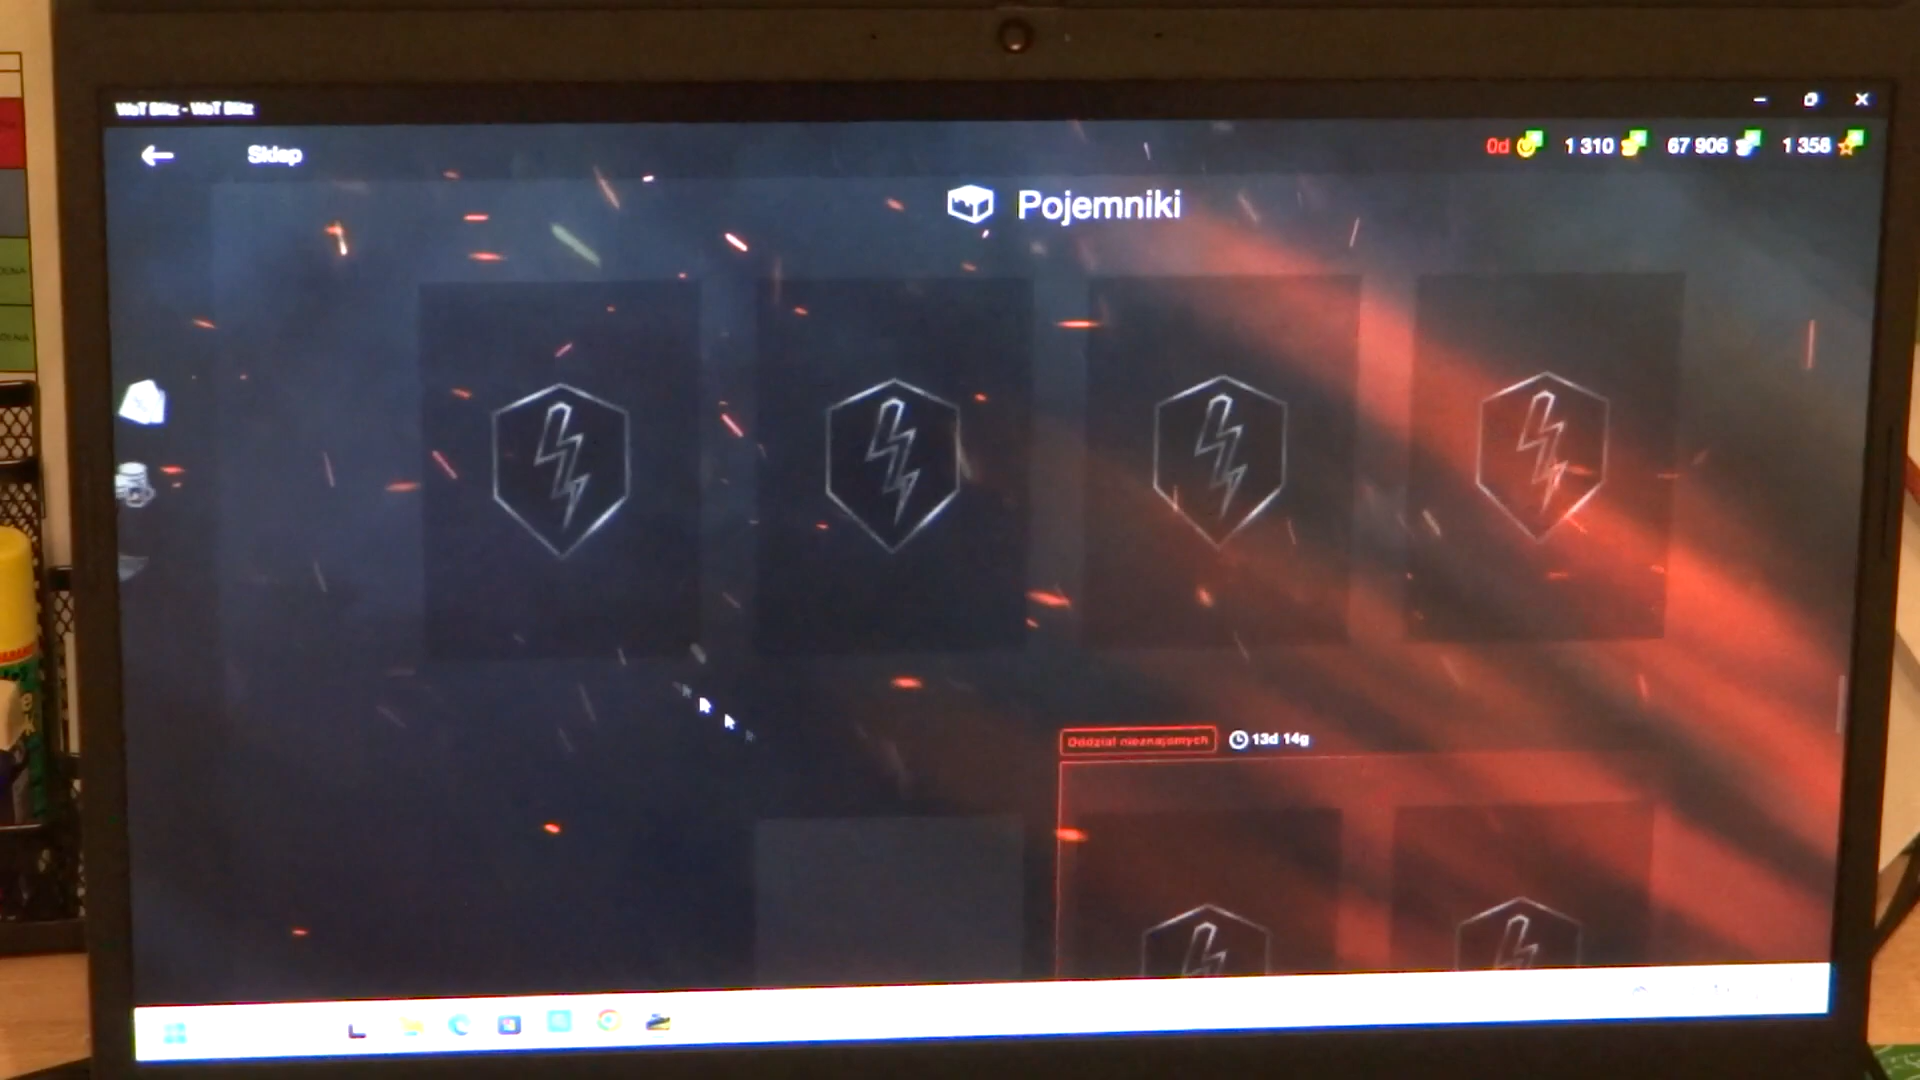 WoT Blitz - WoT Blitz
Sklep
0d 1 310 67 906 1 358
Pojemniki
Oddział nieznajomych 13d 14g